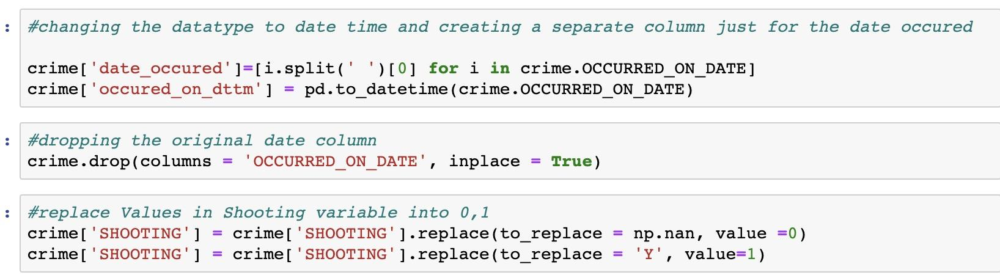 : #changing the datatype to date time and creating a separate column just for the date occured
crime['date_occured']=[i.split(' ')[0] for i in crime.OCCURRED_ON_DATE]
crime['occured_on_dttm'] = pd.to_datetime(crime.OCCURRED_ON_DATE)
: #dropping the original date column
crime.drop(columns = 'OCCURRED_ON_DATE', inplace = True)
: #replace Values in Shooting variable into 0,1
crime['SHOOTING'] = crime['SHOOTING'].replace(to_replace = np.nan, value =0)
crime['SHOOTING'] = crime['SHOOTING'].replace(to_replace = 'Y', value=1)